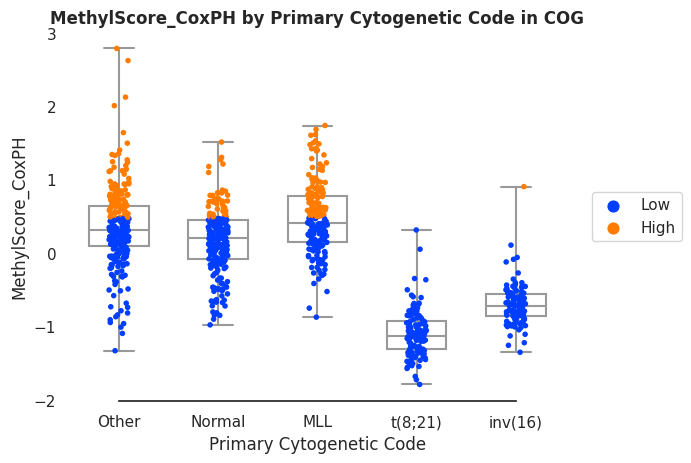 MethylScore_CoxPH by Primary Cytogenetic Code in COG
3
2
1
0
−1
−2
MethylScore_CoxPH
Low
High
Other
Normal
MLL
t(8;21)
inv(16)
Primary Cytogenetic Code